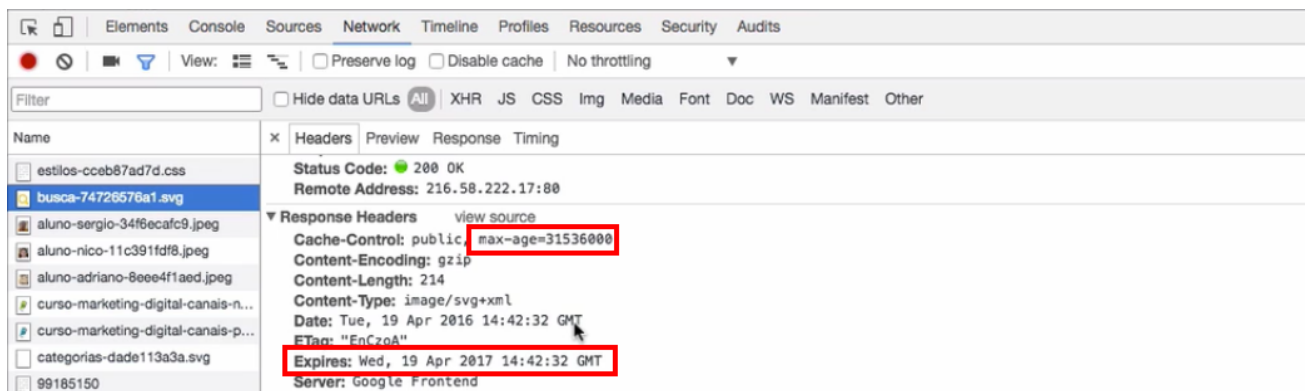 Elements Console Sources Network Timeline Profiles Resources Security Audits
View: Preserve log Disable cache No throttling ▼
Filter Hide data URLs All XHR JS CSS Img Media Font Doc WS Manifest Other
Name × Headers Preview Response Timing
estilos-cceb87ad7d.css
Status Code: 200 OK
busca-74726576a1.svg
Remote Address: 216.58.222.17:80
aluno-sergio-34f6ecafc9.jpeg
▼ Response Headers view source
Cache-Control: public, max-age=31536000
aluno-nico-11c391fdf8.jpeg
Content-Encoding: gzip
aluno-adriano-8eee4f1aed.jpeg
Content-Length: 214
curso-marketing-digital-canais-n...
Content-Type: image/svg+xml
curso-marketing-digital-canais-p...
Date: Tue, 19 Apr 2016 14:42:32 GMT
ETag: "EnCzoA"
categorias-dade113a3a.svg
Expires: Wed, 19 Apr 2017 14:42:32 GMT
99185150
Server: Google Frontend